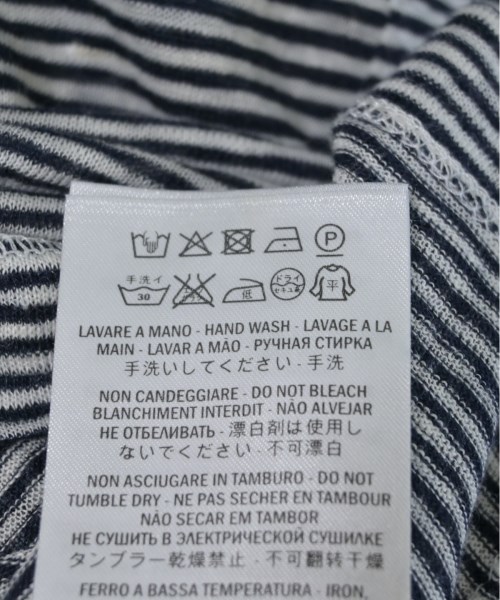 P
手洗イ
30
低
ドライ
セキユ系
平
LAVARE A MANO - HAND WASH - LAVAGE A LA
MAIN - LAVAR A MÃO - РУЧНАЯ СТИРКА
手洗いしてください - 手洗
NON CANDEGGIARE - DO NOT BLEACH
BLANCHIMENT INTERDIT - NÃO ALVEJAR
НЕ ОТБЕЛИВАТЬ - 漂白剤は使用し
ないでください - 不可漂白
NON ASCIUGARE IN TAMBURO - DO NOT
TUMBLE DRY - NE PAS SECHER EN TAMBOUR
NÃO SECAR EM TAMBOR
НЕ СУШИТЬ В ЭЛЕКТРИЧЕСКОЙ СУШИЛКЕ
タンブラー乾燥禁止 - 不可翻转干燥
FERRO A BASSA TEMPERATURA - IRON,